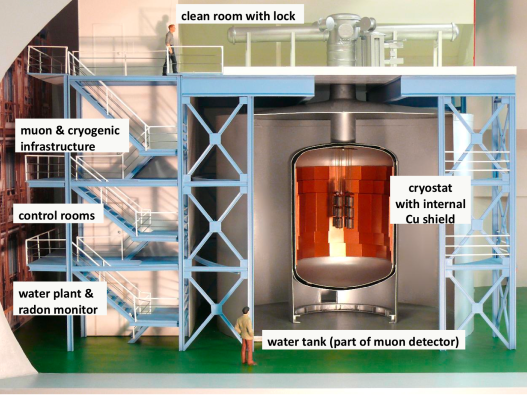 clean room with lock
muon & cryogenic
infrastructure
control rooms
water plant &
radon monitor
cryostat
with internal
Cu shield
water tank (part of muon detector)